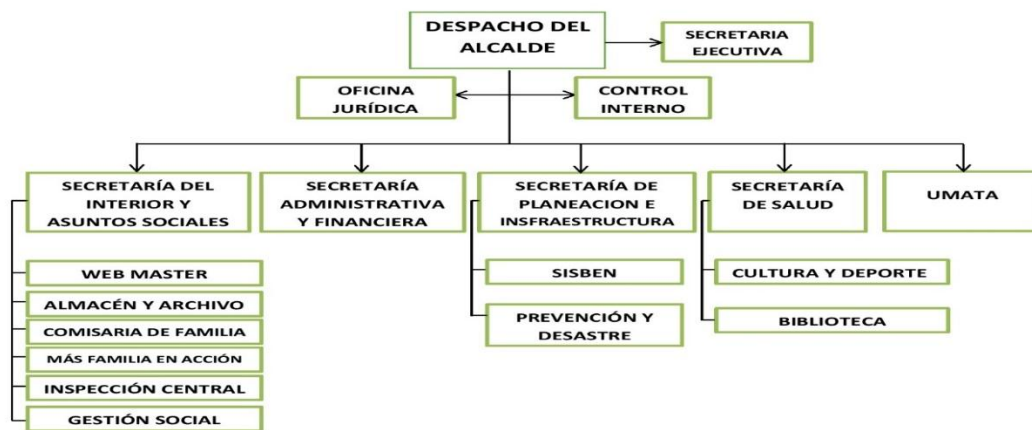 DESPACHO DEL
ALCALDE
SECRETARIA
EJECUTIVA
OFICINA
JURÍDICA
CONTROL
INTERNO
SECRETARÍA DEL
INTERIOR Y
ASUNTOS SOCIALES
SECRETARÍA
ADMINISTRATIVA
Y FINANCIERA
SECRETARÍA DE
PLANEACION E
INSFRAESTRUCTURA
SECRETARÍA
DE SALUD
UMATA
WEB MASTER
ALMACÉN Y ARCHIVO
COMISARIA DE FAMILIA
MÁS FAMILIA EN ACCIÓN
INSPECCIÓN CENTRAL
GESTIÓN SOCIAL
SISBEN
PREVENCIÓN Y
DESASTRE
CULTURA Y DEPORTE
BIBLIOTECA